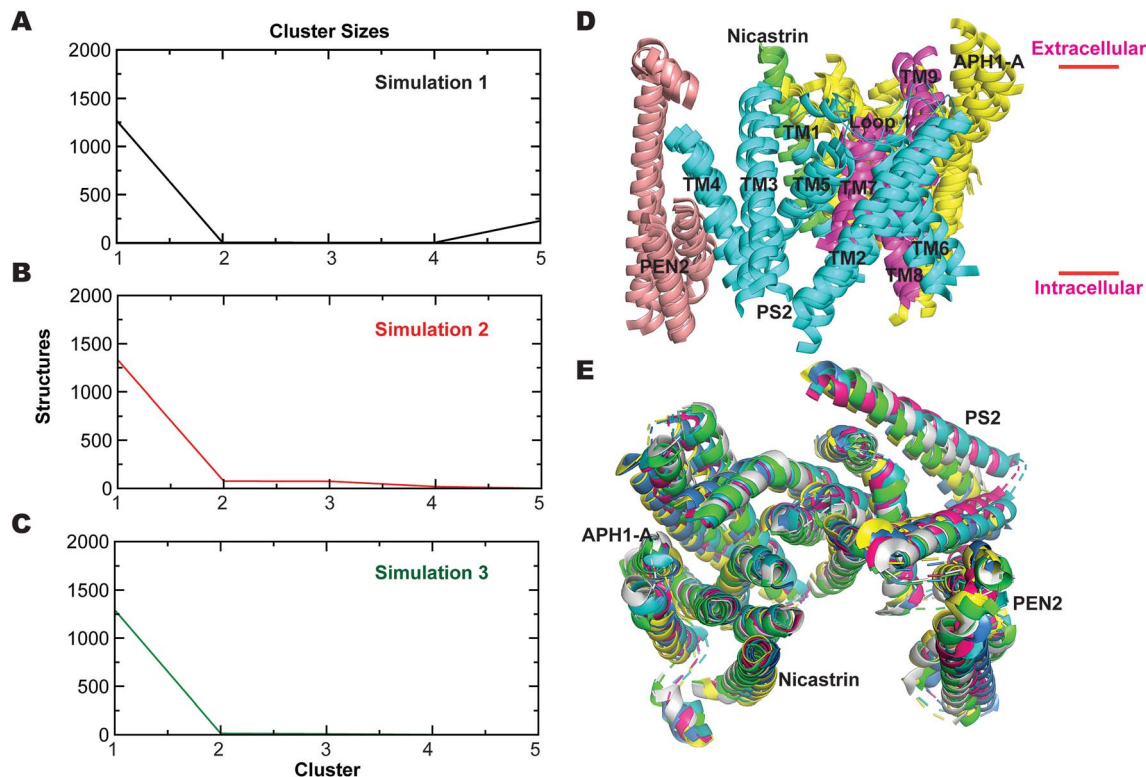 A
Cluster Sizes
2000
1500
1000
500
0
Simulation 1
1 2 3 4 5
B
2000
1500
1000
500
0
Simulation 2
1 2 3 4 5
Structures
C
2000
1500
1000
500
0
Simulation 3
1 2 3 4 5
Cluster
D
Nicastrin
APH1-A
Extracellular
TM9
Loop 1
TM1
TM4 TM3 TM5 TM7
PEN2
TM2 TM6
TM8
PS2
Intracellular
E
PS2
APH1-A
PEN2
Nicastrin